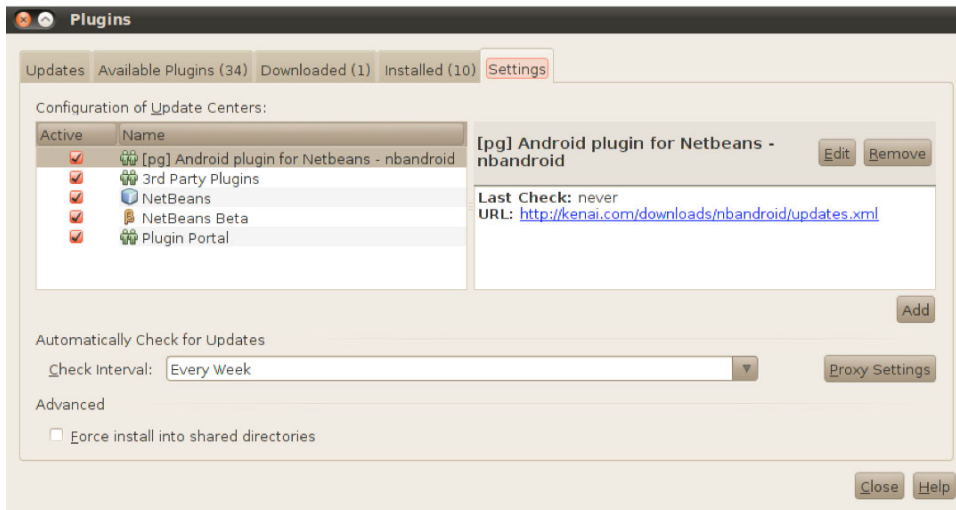 Plugins
Updates Available Plugins (34) Downloaded (1) Installed (10) Settings
Configuration of Update Centers:
Active Name
[pg] Android plugin for Netbeans - nbandroid
3rd Party Plugins
NetBeans
NetBeans Beta
Plugin Portal
[pg] Android plugin for Netbeans -
nbandroid
Edit Remove
Last Check: never
URL: http://kenai.com/downloads/nbandroid/updates.xml
Add
Automatically Check for Updates
Check Interval: Every Week
Proxy Settings
Advanced
Force install into shared directories
Close Help